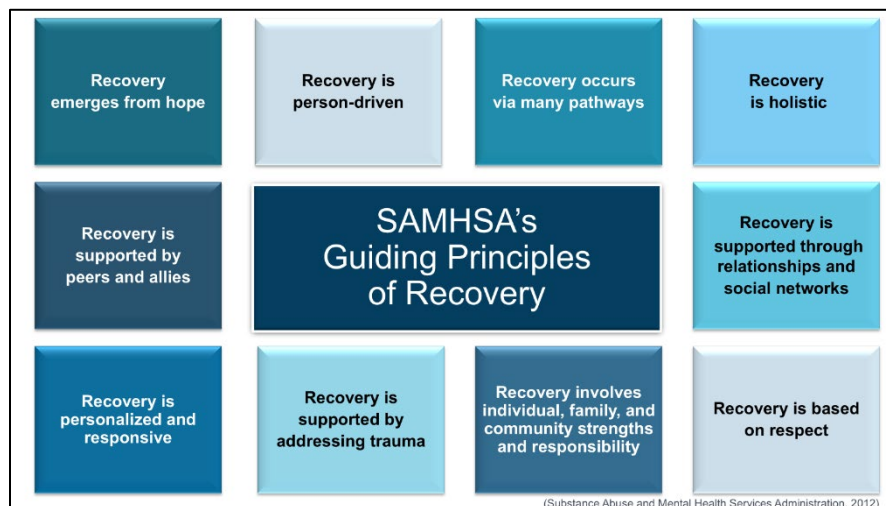 Recovery
emerges from hope
Recovery is
person-driven
Recovery occurs
via many pathways
Recovery
is holistic
Recovery is
supported by
peers and allies
SAMHSA's
Guiding Principles
of Recovery
Recovery is
supported through
relationships and
social networks
Recovery is
personalized and
responsive
Recovery is
supported by
addressing trauma
Recovery involves
individual, family, and
community strengths
and responsibility
Recovery is based
on respect
(Substance Abuse and Mental Health Services Administration, 2012)